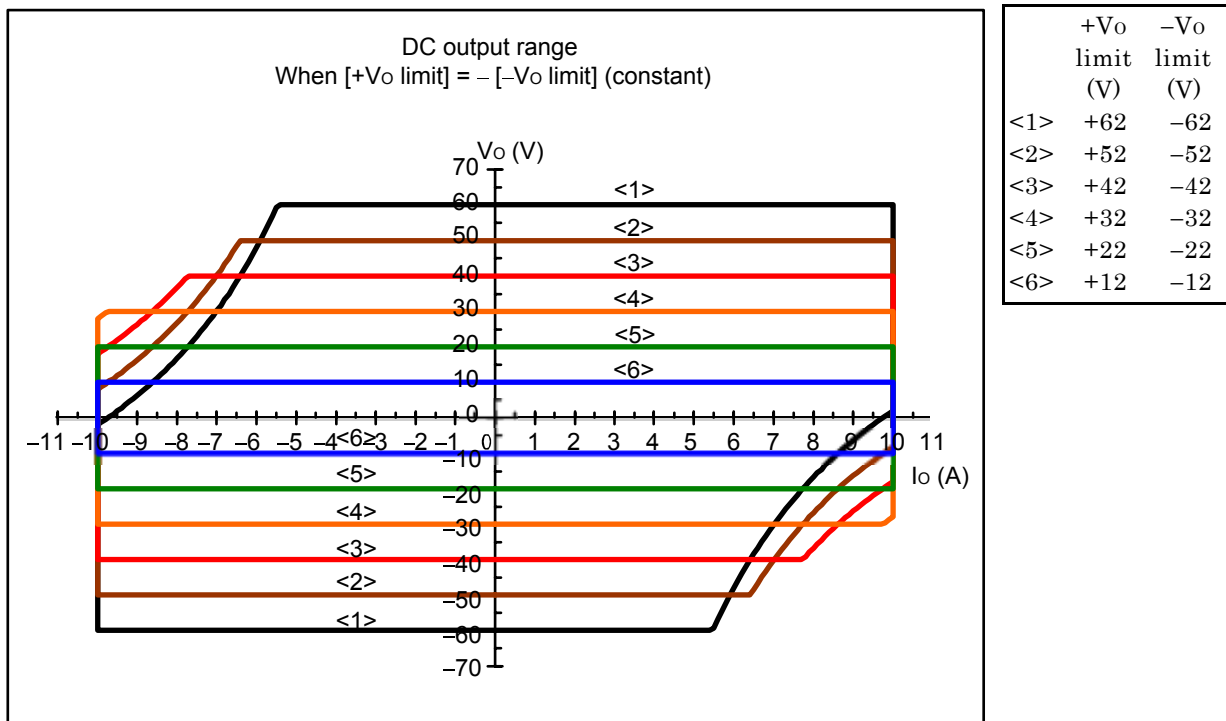 DC output range
When [+Vo limit] = – [–Vo limit] (constant)
Vo (V)
70
60
50
40
30
20
10
0
–10
–20
–30
–40
–50
–60
–70
–11 –10 –9 –8 –7 –6 –5 –4 –3 –2 –1 0 1 2 3 4 5 6 7 8 9 10 11
Io (A)
<1>
<2>
<3>
<4>
<5>
<6>
<6>
<5>
<4>
<3>
<2>
<1>
+Vo –Vo
limit limit
(V) (V)
<1> +62 –62
<2> +52 –52
<3> +42 –42
<4> +32 –32
<5> +22 –22
<6> +12 –12